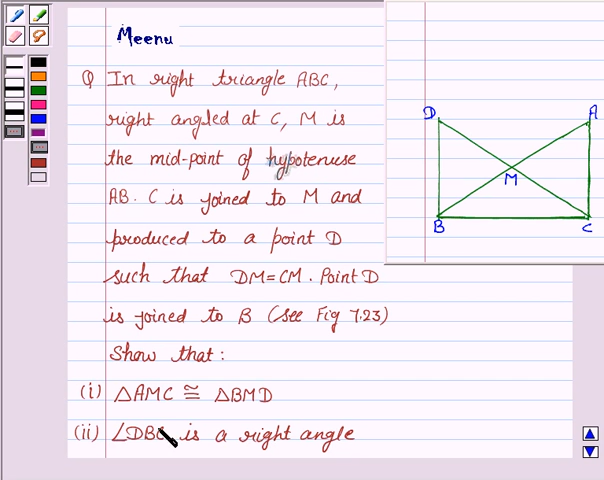 Meenu
Q In right triangle ABC,
right angled at C, M is
the mid-point of hypotenuse
AB. C is joined to M and
produced to a point D
such that DM=CM. Point D
is joined to B (See Fig 7.23)
Show that:
(i) △AMC ≅ △BMD
(ii) ∠DBC is a right angle
D A
M
B C